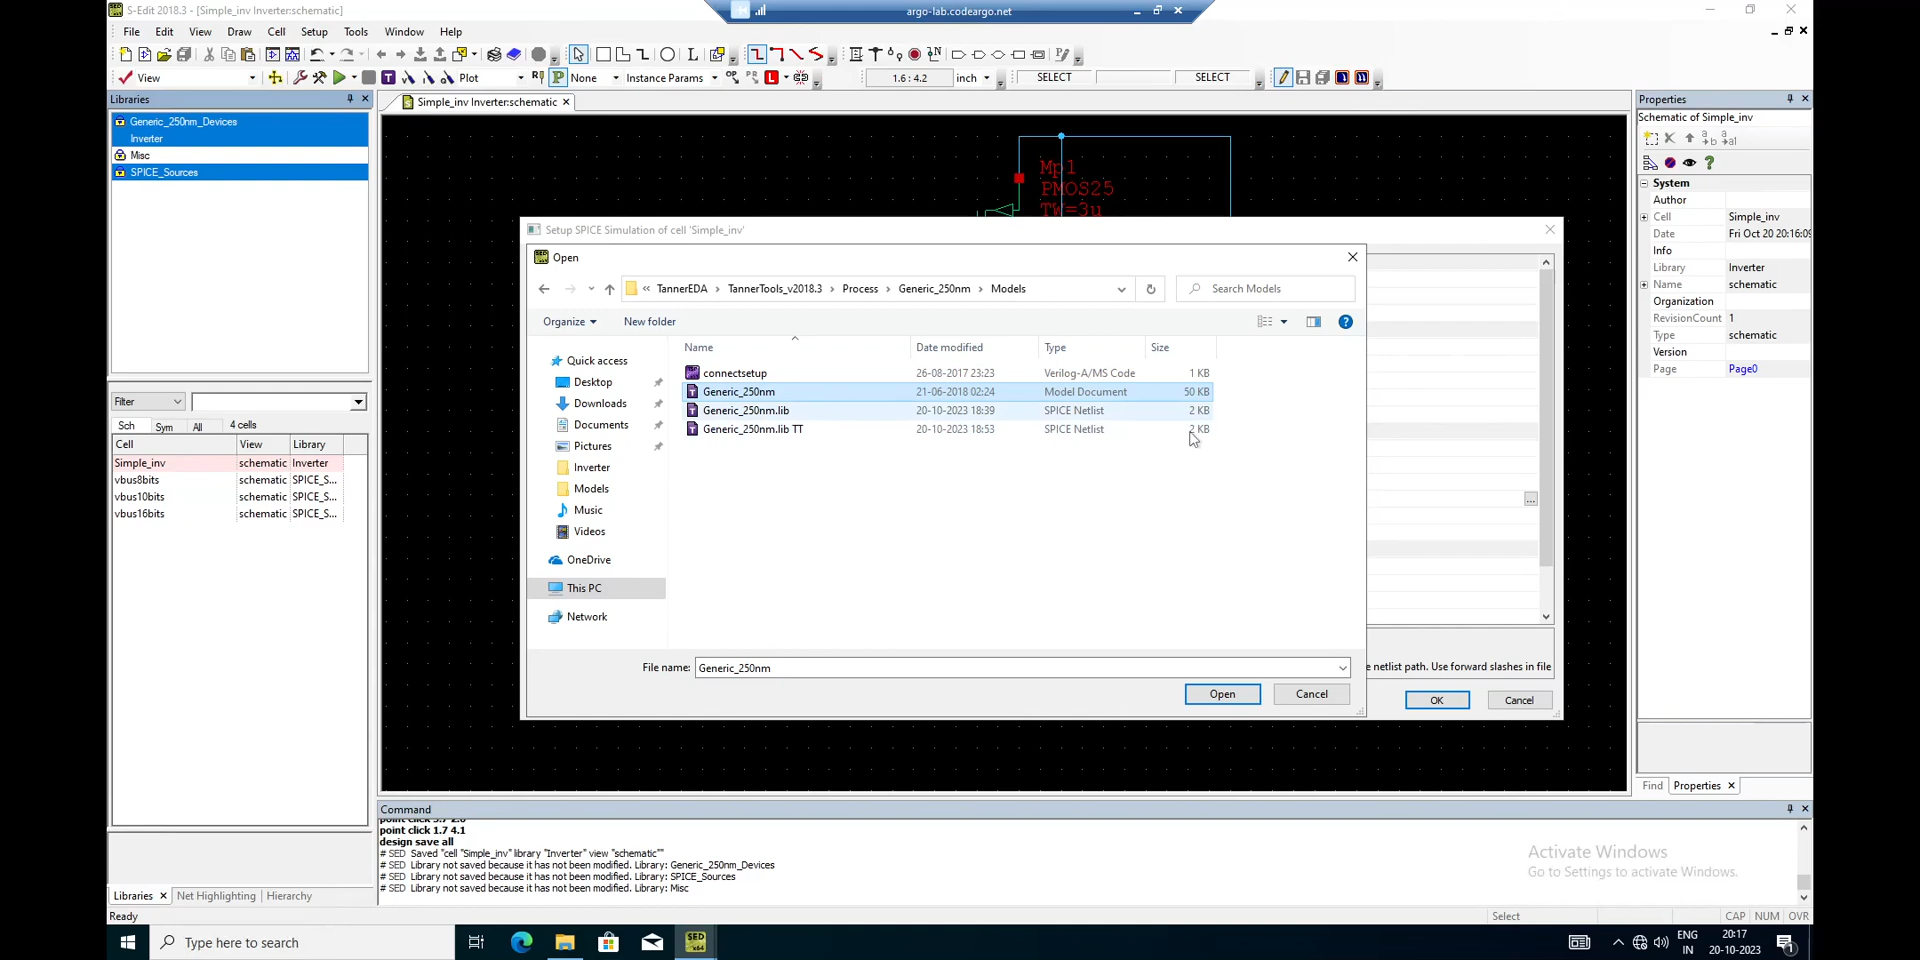 S-Edit 2018.3 - [Simple_inv Inverter:schematic]
argo-lab.codeargo.net
File Edit View Draw Cell Setup Tools Window Help
View Plot None Instance Params 1.6 : 4.2 inch SELECT SELECT
Libraries
Generic_250nm_Devices
Inverter
Misc
SPICE_Sources
Simple_inv Inverter:schematic
Mp1
PMOS25
TW=3u
Properties
Schematic of Simple_inv
System
Author
Cell Simple_inv
Date Fri Oct 20 20:16:09
Info
Library Inverter
Name schematic
Organization
RevisionCount 1
Type schematic
Version
Page Page0
Setup SPICE Simulation of cell 'Simple_inv'
Open
« TannerEDA › TannerTools_v2018.3 › Process › Generic_250nm › Models
Search Models
Organize New folder
Name Date modified Type Size
connectsetup 26-08-2017 23:23 Verilog-A/MS Code 1 KB
Generic_250nm 21-06-2018 02:24 Model Document 50 KB
Generic_250nm.lib 20-10-2023 18:39 SPICE Netlist 2 KB
Generic_250nm.lib TT 20-10-2023 18:53 SPICE Netlist 2 KB
Quick access
Desktop
Downloads
Documents
Pictures
Inverter
Models
Music
Videos
OneDrive
This PC
Network
File name: Generic_250nm
Open Cancel
e netlist path. Use forward slashes in file
OK Cancel
Filter
Sch Sym All 4 cells
Cell View Library
Simple_inv schematic Inverter
vbus8bits schematic SPICE_S...
vbus10bits schematic SPICE_S...
vbus16bits schematic SPICE_S...
Find Properties
Command
point click 1.7 4.1
design save all
# SED Saved "cell "Simple_inv" library "Inverter" view "schematic""
# SED Library not saved because it has not been modified. Library: Generic_250nm_Devices
# SED Library not saved because it has not been modified. Library: SPICE_Sources
# SED Library not saved because it has not been modified. Library: Misc
Activate Windows
Go to Settings to activate Windows.
Libraries Net Highlighting Hierarchy
Ready Select CAP NUM OVR
Type here to search
ENG
IN
20:17
20-10-2023